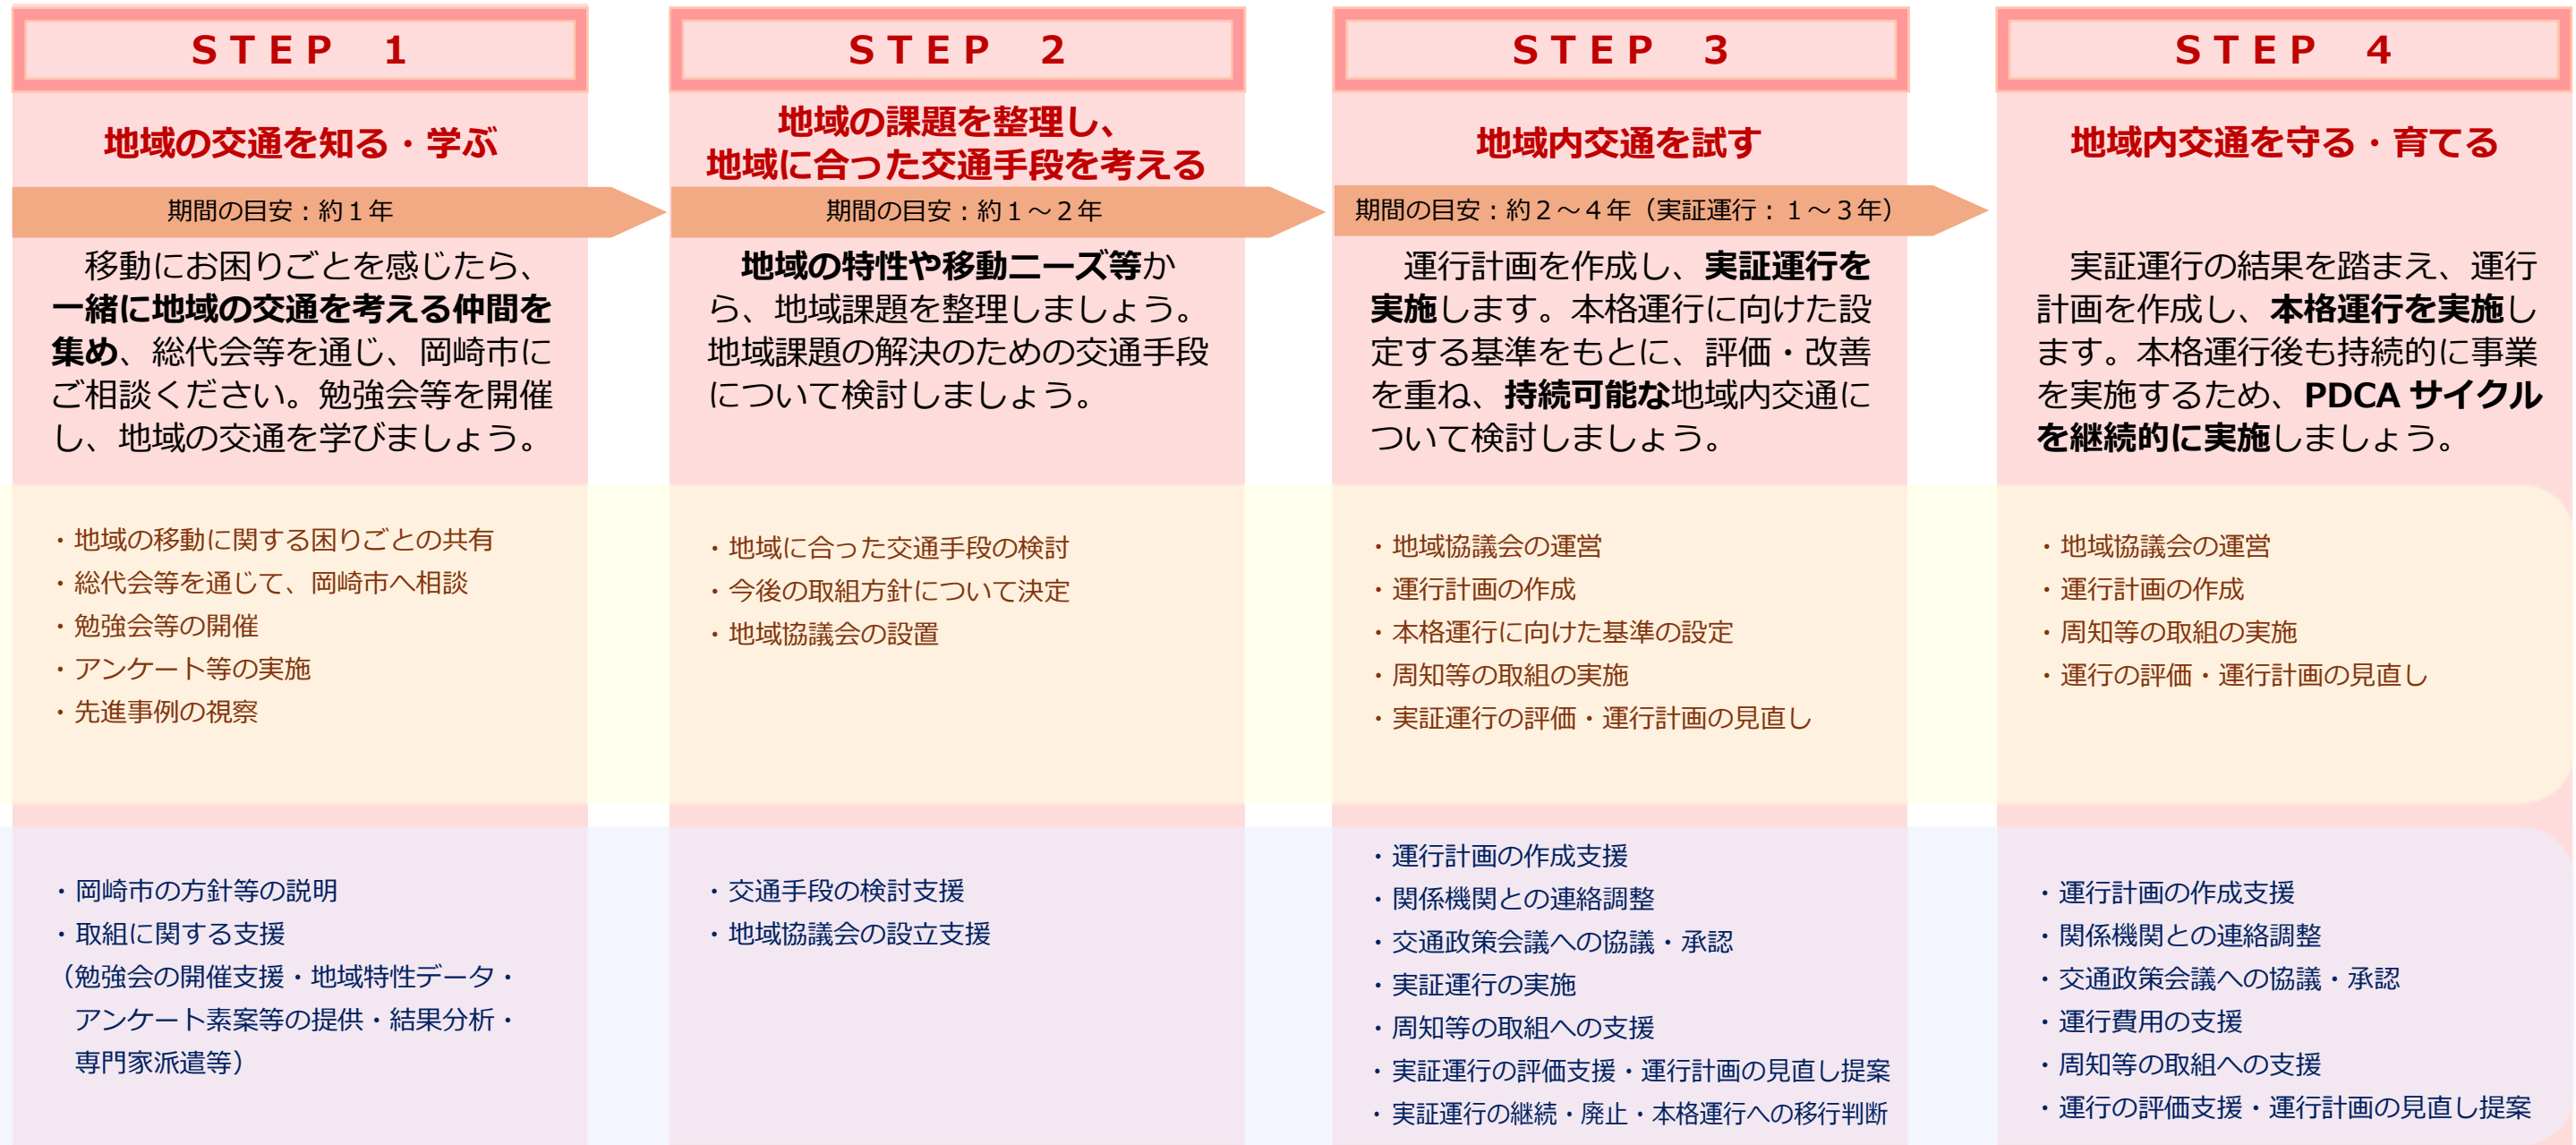 STEP 1
地域の交通を知る・学ぶ
期間の目安：約１年
移動にお困りごとを感じたら、
一緒に地域の交通を考える仲間を
集め、総代会等を通じ、岡崎市に
ご相談ください。勉強会等を開催
し、地域の交通を学びましょう。
・地域の移動に関する困りごとの共有
・総代会等を通じて、岡崎市へ相談
・勉強会等の開催
・アンケート等の実施
・先進事例の視察
・岡崎市の方針等の説明
・取組に関する支援
（勉強会の開催支援・地域特性データ・
アンケート素案等の提供・結果分析・
専門家派遣等）
STEP 2
地域の課題を整理し、
地域に合った交通手段を考える
期間の目安：約１～２年
地域の特性や移動ニーズ等か
ら、地域課題を整理しましょう。
地域課題の解決のための交通手段
について検討しましょう。
・地域に合った交通手段の検討
・今後の取組方針について決定
・地域協議会の設置
・交通手段の検討支援
・地域協議会の設立支援
STEP 3
地域内交通を試す
期間の目安：約２～４年（実証運行：１～３年）
運行計画を作成し、実証運行を
実施します。本格運行に向けた設
定する基準をもとに、評価・改善
を重ね、持続可能な地域内交通に
ついて検討しましょう。
・地域協議会の運営
・運行計画の作成
・本格運行に向けた基準の設定
・周知等の取組の実施
・実証運行の評価・運行計画の見直し
・運行計画の作成支援
・関係機関との連絡調整
・交通政策会議への協議・承認
・実証運行の実施
・周知等の取組への支援
・実証運行の評価支援・運行計画の見直し提案
・実証運行の継続・廃止・本格運行への移行判断
STEP 4
地域内交通を守る・育てる
実証運行の結果を踏まえ、運行
計画を作成し、本格運行を実施し
ます。本格運行後も持続的に事業
を実施するため、PDCA サイクル
を継続的に実施しましょう。
・地域協議会の運営
・運行計画の作成
・周知等の取組の実施
・運行の評価・運行計画の見直し
・運行計画の作成支援
・関係機関との連絡調整
・交通政策会議への協議・承認
・運行費用の支援
・周知等の取組への支援
・運行の評価支援・運行計画の見直し提案